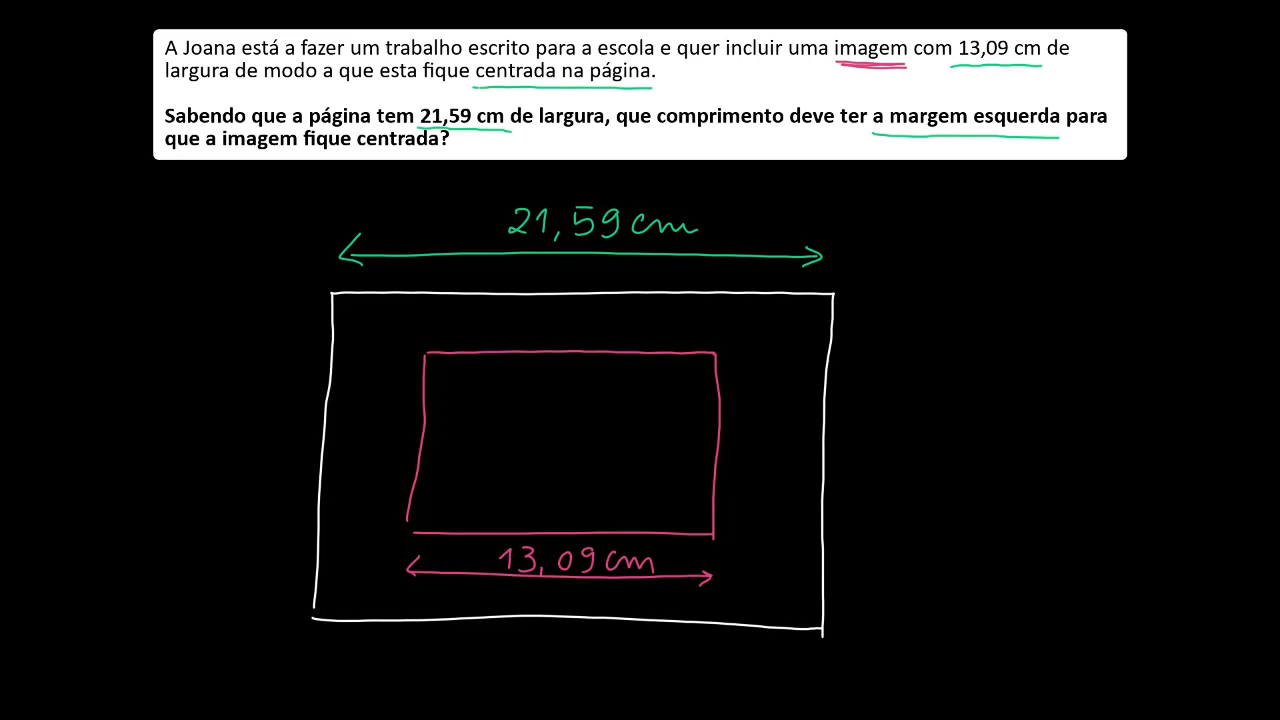 A Joana está a fazer um trabalho escrito para a escola e quer incluir uma imagem com 13,09 cm de
largura de modo a que esta fique centrada na página.
Sabendo que a página tem 21,59 cm de largura, que comprimento deve ter a margem esquerda para
que a imagem fique centrada?
21,59 cm
13,09 cm